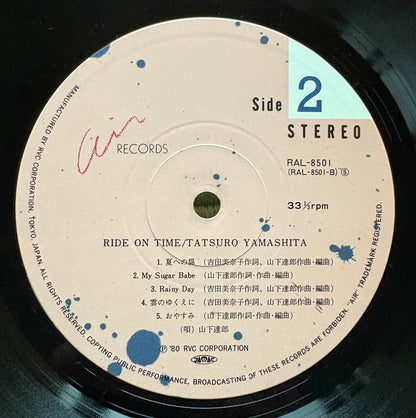 Air RECORDS
Side 2
STEREO
RAL-8501
(RAL-8501-B) Ⓢ
33⅓rpm
RIDE ON TIME/TATSURO YAMASHITA
1. 夏への扉 (吉田美奈子作詞、山下達郎作曲・編曲)
2. My Sugar Babe (山下達郎作詞・作曲・編曲)
3. Rainy Day (吉田美奈子作詞、山下達郎作曲・編曲)
4. 雲のゆくえに (吉田美奈子作詞、山下達郎作曲・編曲)
5. おやすみ (山下達郎作詞・作曲・編曲)
(唄) 山下達郎
Ⓟ '80 RVC CORPORATION
JASRAC
MANUFACTURED BY RVC CORPORATION, TOKYO, JAPAN. ALL RIGHTS RESERVED, COPYING PUBLIC PERFORMANCE, BROADCASTING OF THESE RECORDS ARE FORBIDDEN. "AIR" TRADEMARK REGISTERED.